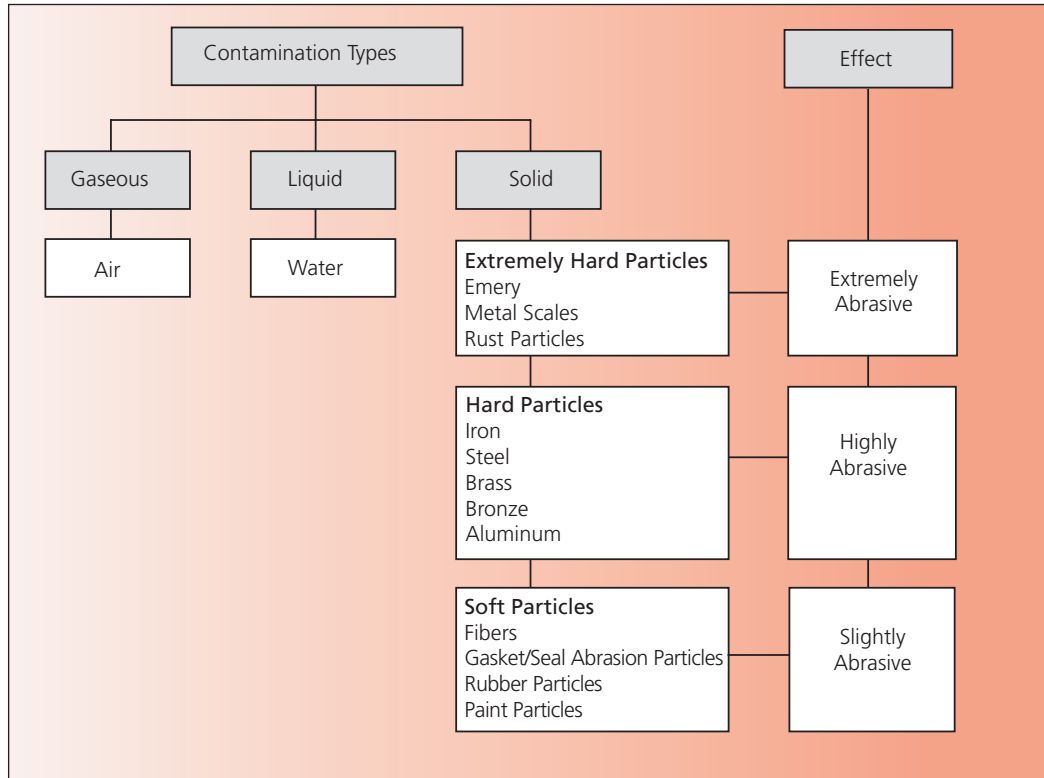 Contamination Types
Effect
Gaseous
Liquid
Solid
Air
Water
Extremely Hard Particles
Emery
Metal Scales
Rust Particles
Extremely
Abrasive
Hard Particles
Iron
Steel
Brass
Bronze
Aluminum
Highly
Abrasive
Soft Particles
Fibers
Gasket/Seal Abrasion Particles
Rubber Particles
Paint Particles
Slightly
Abrasive